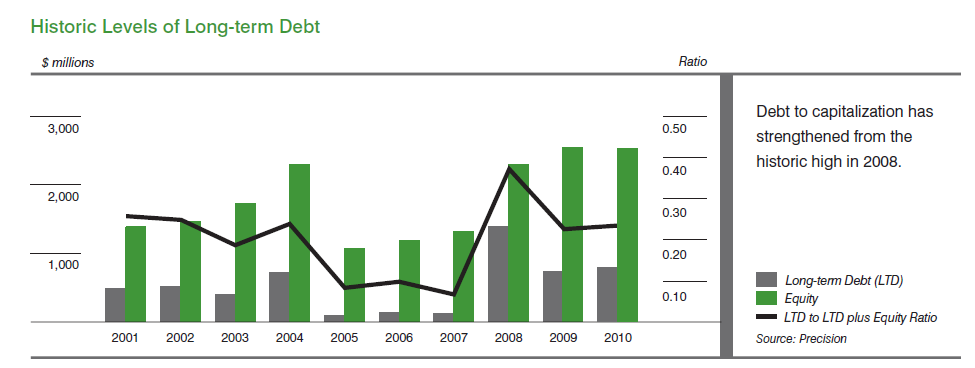 Historic Levels of Long-term Debt
$ millions
Ratio
3,000
2,000
1,000
0.50
0.40
0.30
0.20
0.10
2001 2002 2003 2004 2005 2006 2007 2008 2009 2010
Debt to capitalization has
strengthened from the
historic high in 2008.
Long-term Debt (LTD)
Equity
LTD to LTD plus Equity Ratio
Source: Precision